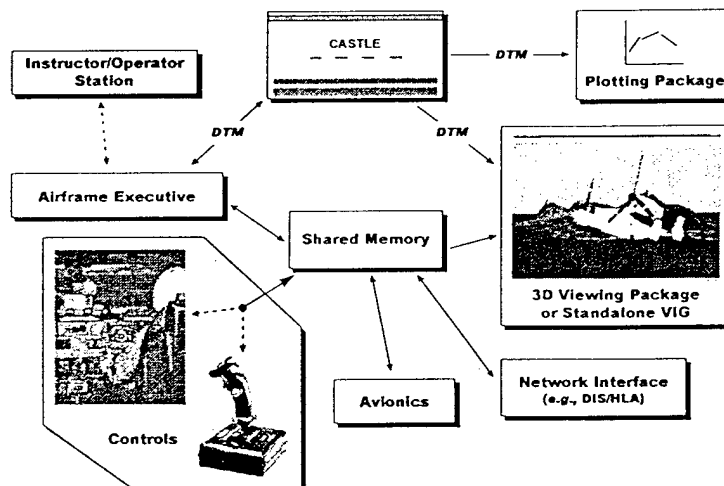 CASTLE
Instructor/Operator
Station
DTM
Plotting Package
DTM
DTM
Airframe Executive
Shared Memory
3D Viewing Package
or Standalone VIG
Controls
Avionics
Network Interface
(e.g., DIS/HLA)